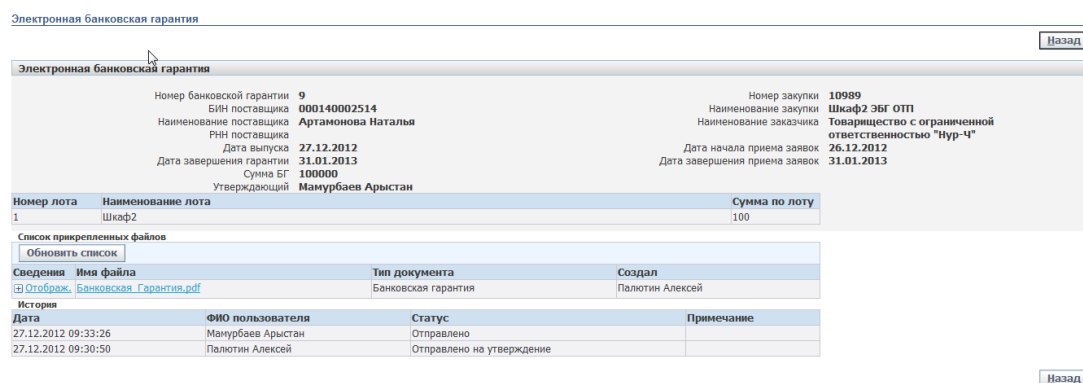 Электронная банковская гарантия
Назад
Электронная банковская гарантия
Номер банковской гарантии 9
БИН поставщика 000140002514
Наименование поставщика Артамонова Наталья
РНН поставщика
Дата выпуска 27.12.2012
Дата завершения гарантии 31.01.2013
Сумма БГ 100000
Утверждающий Мамурбаев Арыстан
Номер закупки 10989
Наименование закупки Шкаф2 ЭБГ ОТП
Наименование заказчика Товарищество с ограниченной
ответственностью "Нур-Ч"
Дата начала приема заявок 26.12.2012
Дата завершения приема заявок 31.01.2013
Номер лота Наименование лота Сумма по лоту
1 Шкаф2 100
Список прикрепленных файлов
Обновить список
Сведения Имя файла Тип документа Создал
Отображ. Банковская_Гарантия.pdf Банковская гарантия Палютин Алексей
История
Дата ФИО пользователя Статус Примечание
27.12.2012 09:33:26 Мамурбаев Арыстан Отправлено
27.12.2012 09:30:50 Палютин Алексей Отправлено на утверждение
Назад